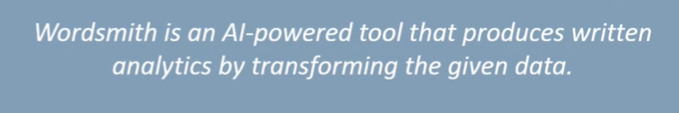 Wordsmith is an AI-powered tool that produces written
analytics by transforming the given data.